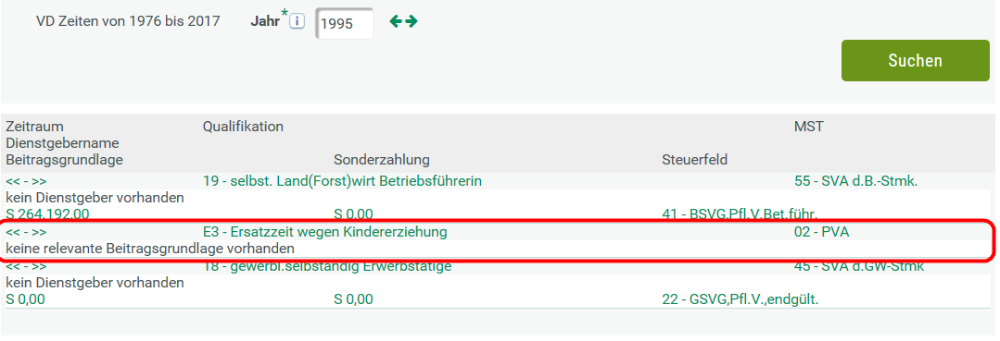 VD Zeiten von 1976 bis 2017 Jahr * i 1995
Suchen
Zeitraum Qualifikation MST
Dienstgebername
Beitragsgrundlage Sonderzahlung Steuerfeld
<< - >> 19 - selbst. Land(Forst)wirt Betriebsführerin 55 - SVA d.B.-Stmk.
kein Dienstgeber vorhanden
S 264.192,00 S 0,00 41 - BSVG,Pfl.V.Bet.führ.
<< - >> E3 - Ersatzzeit wegen Kindererziehung 02 - PVA
keine relevante Beitragsgrundlage vorhanden
<< - >> 18 - gewerbl.selbständig Erwerbstätige 45 - SVA d.GW-Stmk
kein Dienstgeber vorhanden
S 0,00 S 0,00 22 - GSVG,Pfl.V.,endgült.